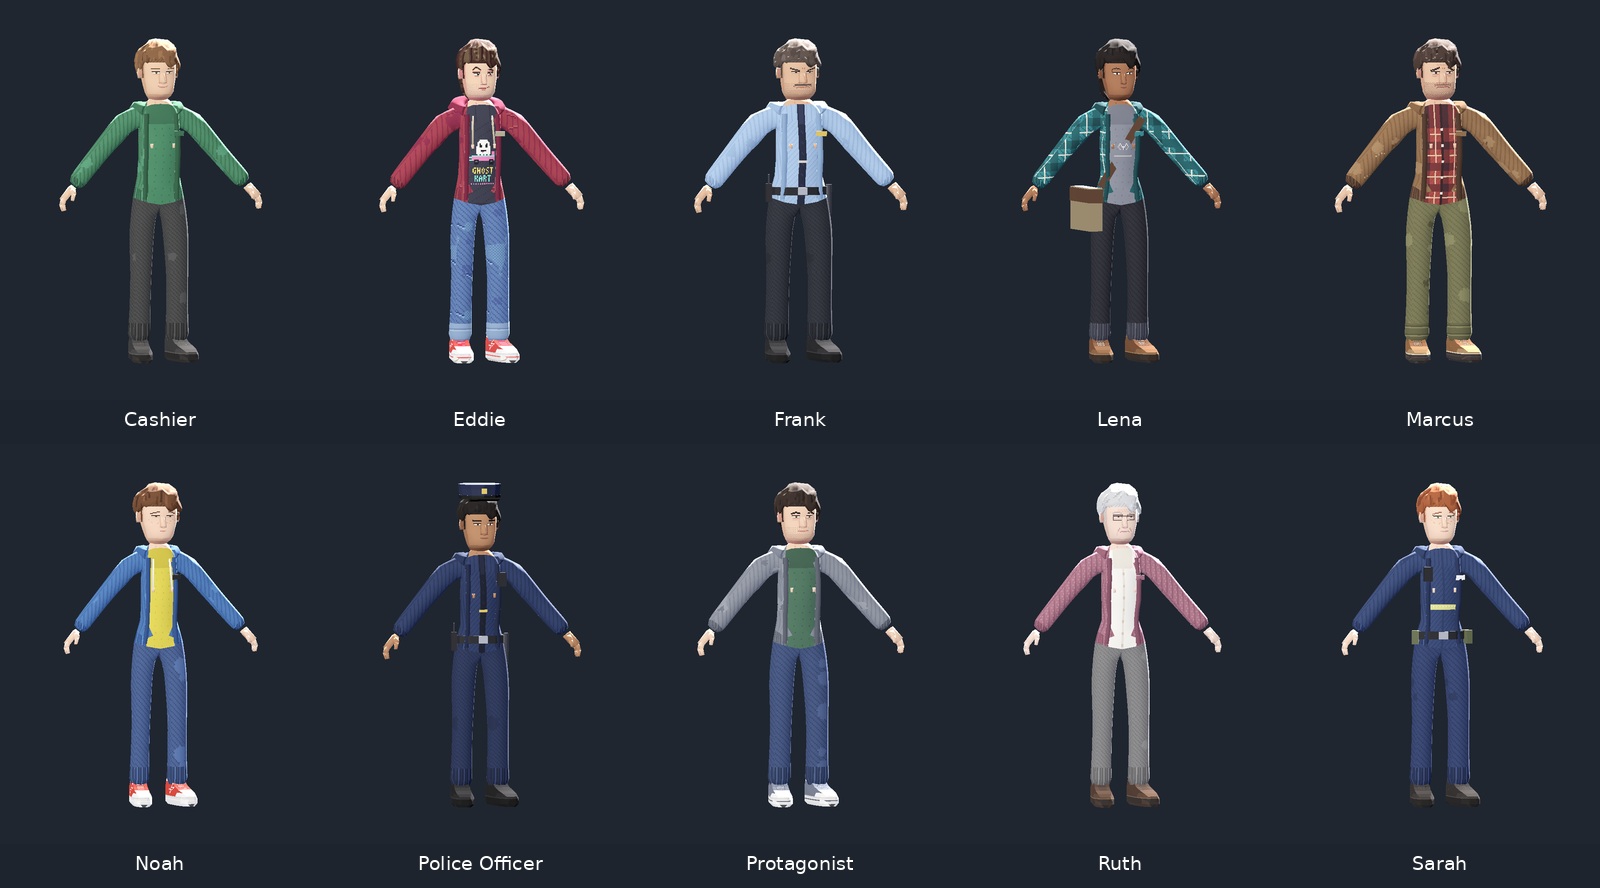 GHOST
KART
Cashier
Eddie
Frank
Lena
Marcus
Noah
Police Officer
Protagonist
Ruth
Sarah